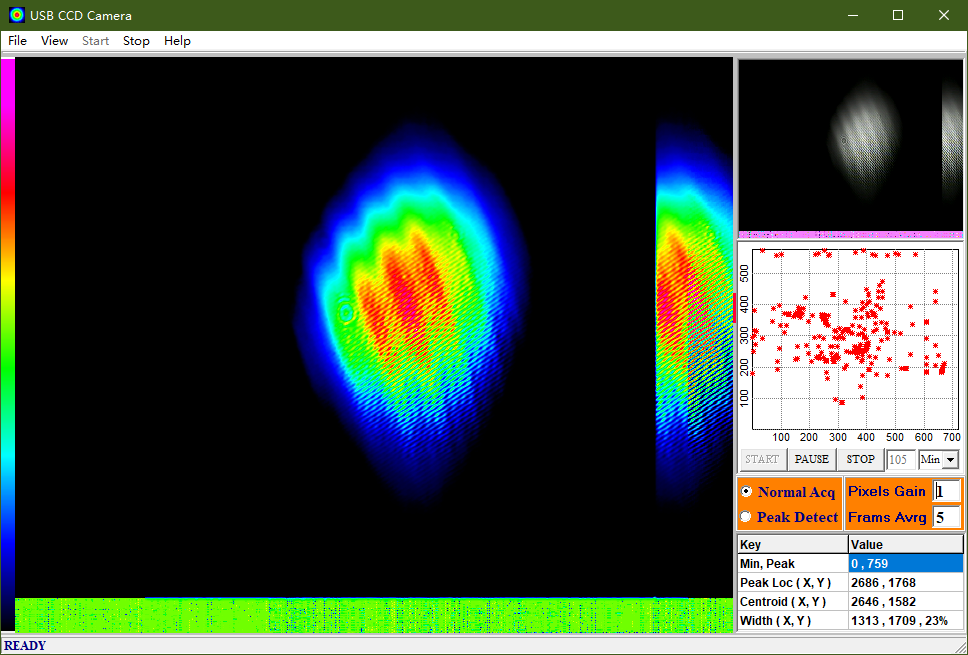 USB CCD Camera
File View Start Stop Help
500
400
300
200
100
100 200 300 400 500 600 700
START PAUSE STOP 105 Min
Normal Acq Pixels Gain 1
Peak Detect Frams Avrg 5
Key Value
Min, Peak 0 , 759
Peak Loc ( X, Y ) 2686 , 1768
Centroid ( X, Y ) 2646 , 1582
Width ( X, Y ) 1313 , 1709 , 23%
READY